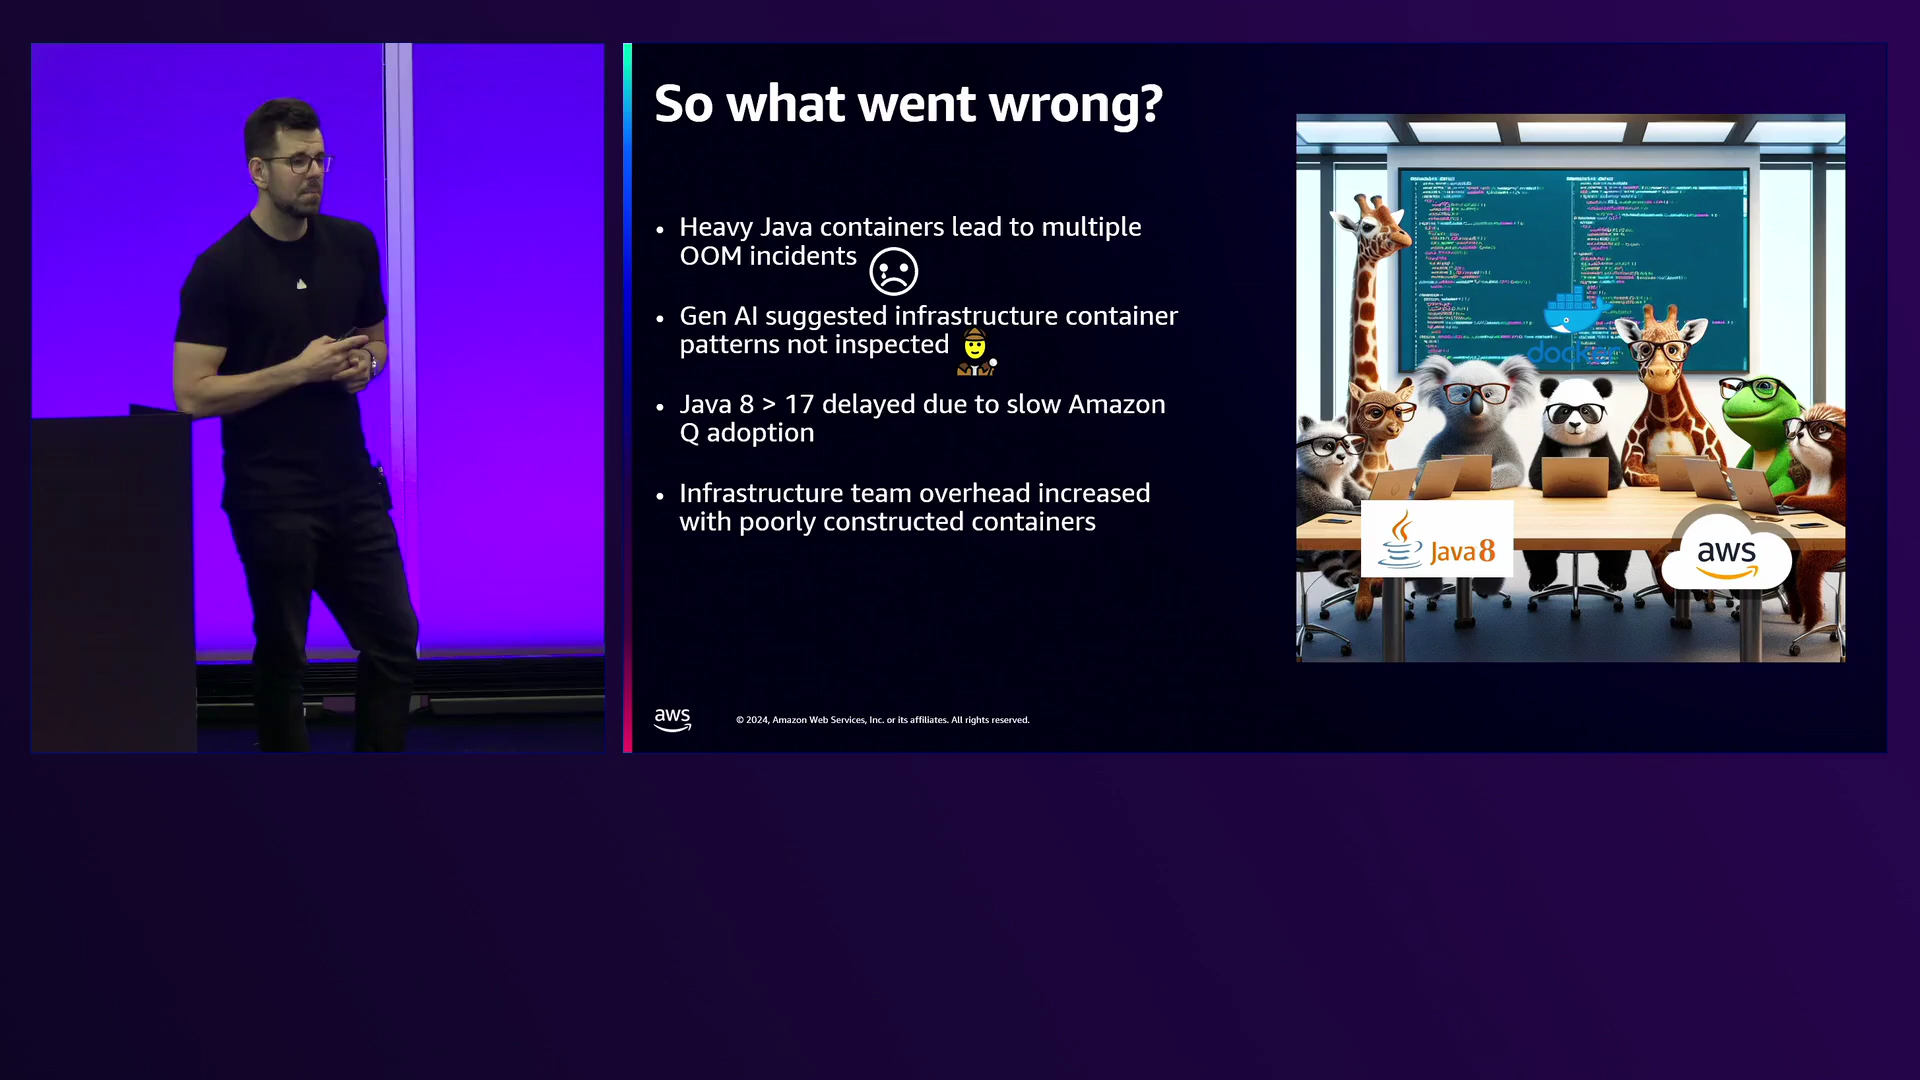 So what went wrong?
• Heavy Java containers lead to multiple
OOM incidents
• Gen AI suggested infrastructure container
patterns not inspected
• Java 8 > 17 delayed due to slow Amazon
Q adoption
• Infrastructure team overhead increased
with poorly constructed containers
docker
Java 8
aws
aws
© 2024, Amazon Web Services, Inc. or its affiliates. All rights reserved.